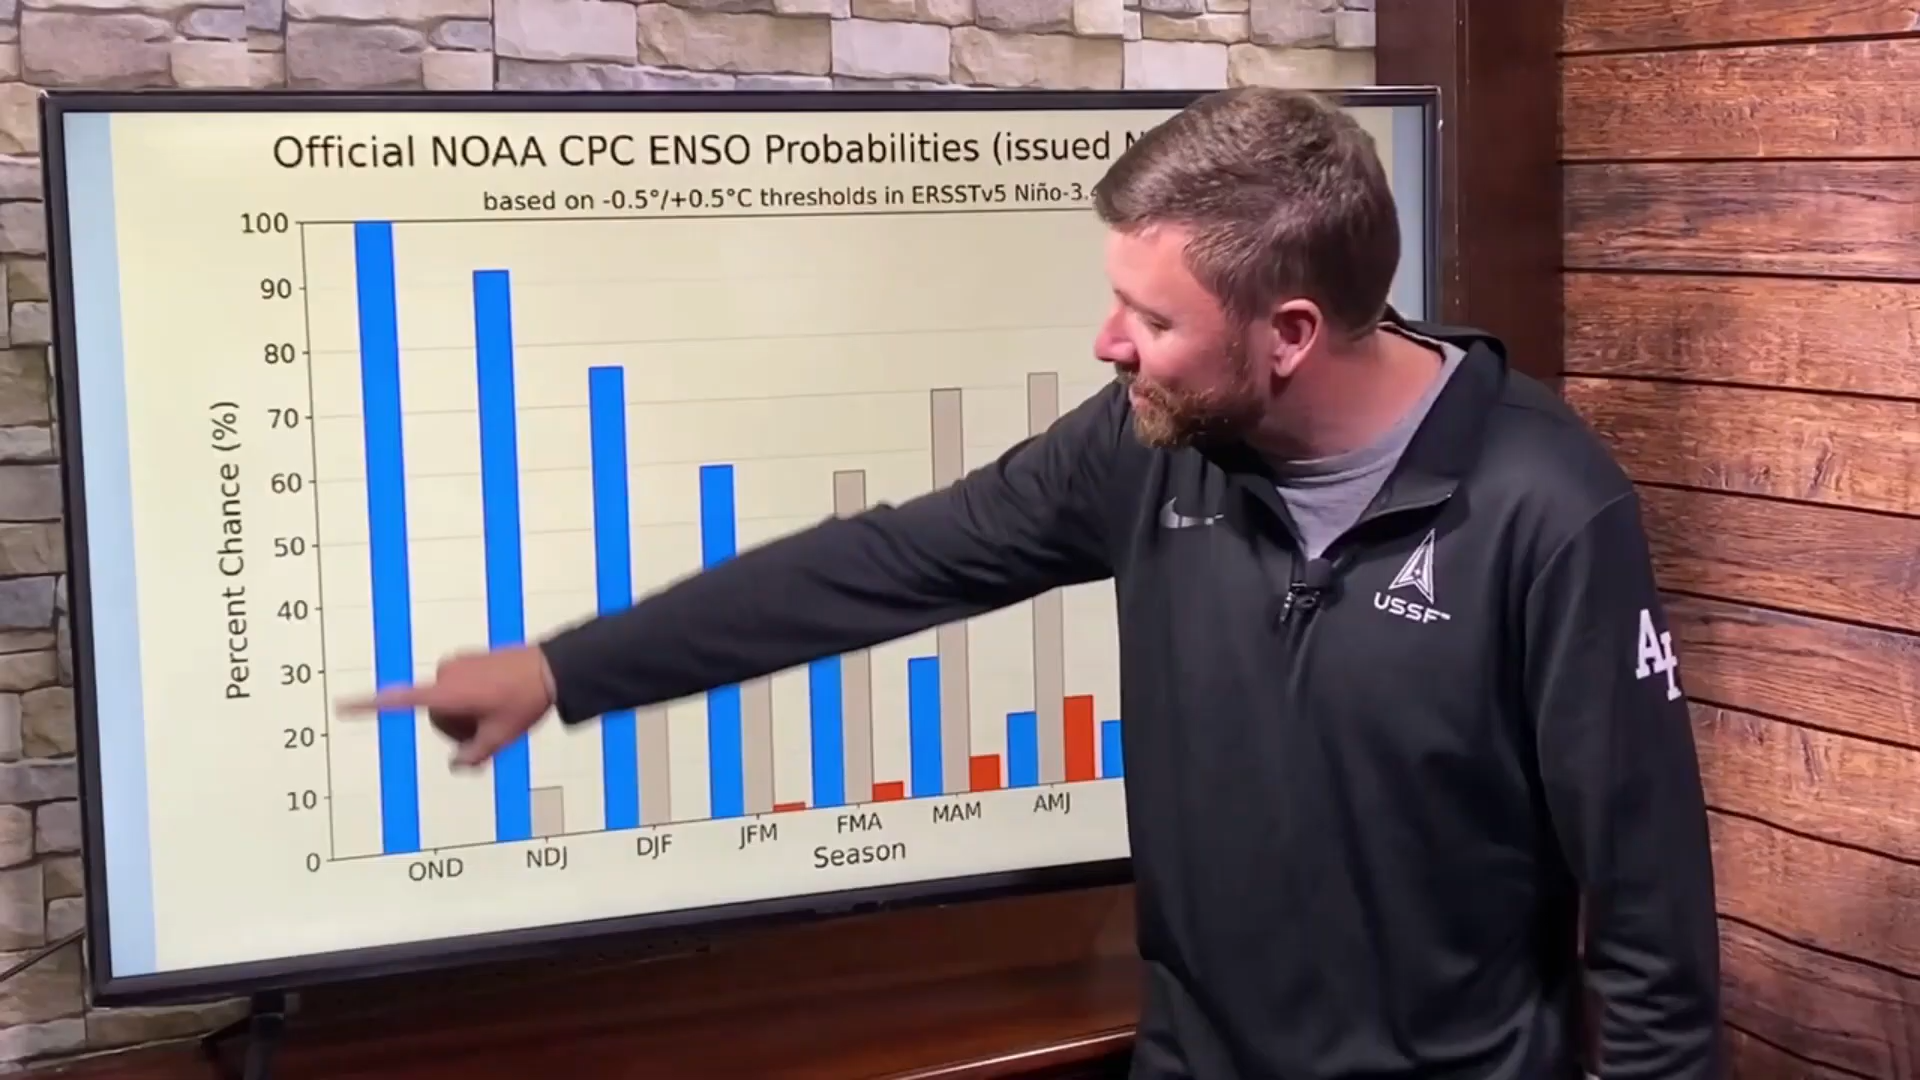 Official NOAA CPC ENSO Probabilities (issued
based on -0.5°/+0.5°C thresholds in ERSSTv5 Niño-3.4
100
90
80
70
60
50
40
30
20
10
0
Percent Chance (%)
OND
NDJ
DJF
JFM
FMA
MAM
AMJ
Season
USSF
AF